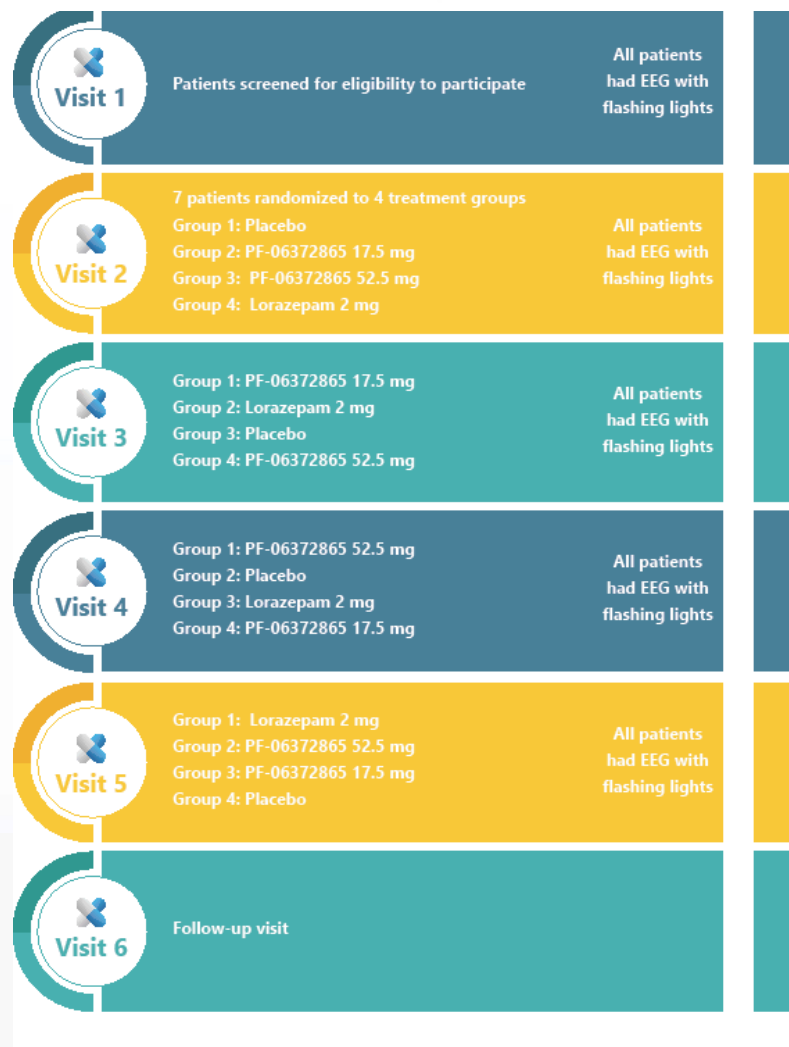 Visit 1
Patients screened for eligibility to participate
All patients
had EEG with
flashing lights
Visit 2
7 patients randomized to 4 treatment groups
Group 1: Placebo
Group 2: PF-06372865 17.5 mg
Group 3: PF-06372865 52.5 mg
Group 4: Lorazepam 2 mg
All patients
had EEG with
flashing lights
Visit 3
Group 1: PF-06372865 17.5 mg
Group 2: Lorazepam 2 mg
Group 3: Placebo
Group 4: PF-06372865 52.5 mg
All patients
had EEG with
flashing lights
Visit 4
Group 1: PF-06372865 52.5 mg
Group 2: Placebo
Group 3: Lorazepam 2 mg
Group 4: PF-06372865 17.5 mg
All patients
had EEG with
flashing lights
Visit 5
Group 1: Lorazepam 2 mg
Group 2: PF-06372865 52.5 mg
Group 3: PF-06372865 17.5 mg
Group 4: Placebo
All patients
had EEG with
flashing lights
Visit 6
Follow-up visit